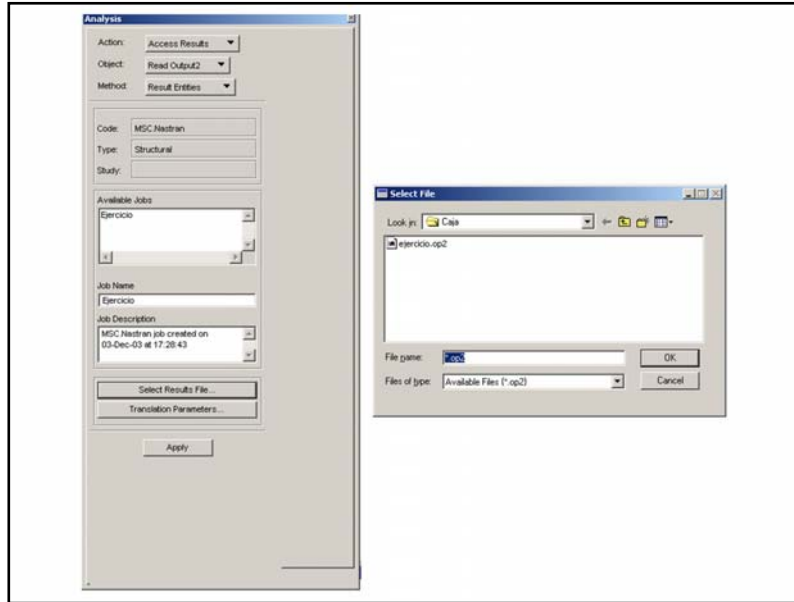 Analysis
Action: Access Results
Object: Read Output2
Method: Result Entities
Code: MSC.Nastran
Type: Structural
Study:
Available Jobs
Ejercicio
Job Name
Ejercicio
Job Description
MSC.Nastran job created on
03-Dec-03 at 17:28:43
Select Results File...
Translation Parameters...
Apply
Select File
Look in: Caja
ejercicio.op2
File name: *.op2
OK
Files of type: Available Files (*.op2)
Cancel